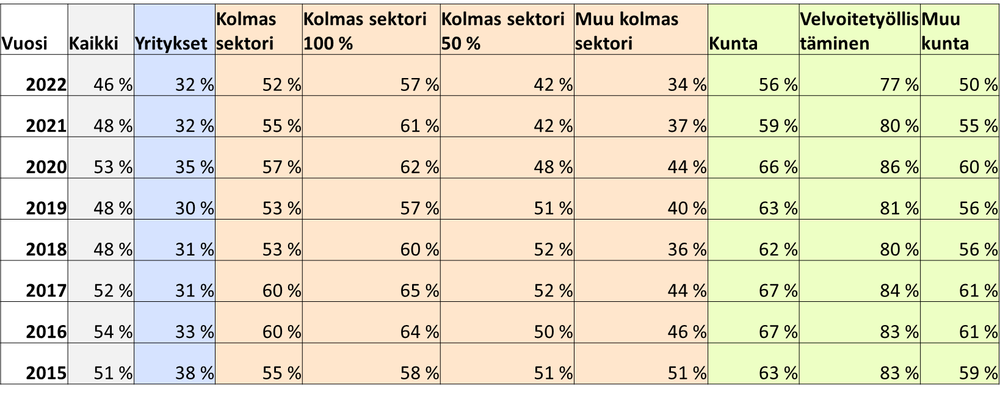 Vuosi Kaikki Yritykset Kolmas sektori Kolmas sektori 100 % Kolmas sektori 50 % Muu kolmas sektori Kunta Velvoitetyöllistäminen Muu kunta
2022 46 % 32 % 52 % 57 % 42 % 34 % 56 % 77 % 50 %
2021 48 % 32 % 55 % 61 % 42 % 37 % 59 % 80 % 55 %
2020 53 % 35 % 57 % 62 % 48 % 44 % 66 % 86 % 60 %
2019 48 % 30 % 53 % 57 % 51 % 40 % 63 % 81 % 56 %
2018 48 % 31 % 53 % 60 % 52 % 36 % 62 % 80 % 56 %
2017 52 % 31 % 60 % 65 % 52 % 44 % 67 % 84 % 61 %
2016 54 % 33 % 60 % 64 % 50 % 46 % 67 % 83 % 61 %
2015 51 % 38 % 55 % 58 % 51 % 51 % 63 % 83 % 59 %